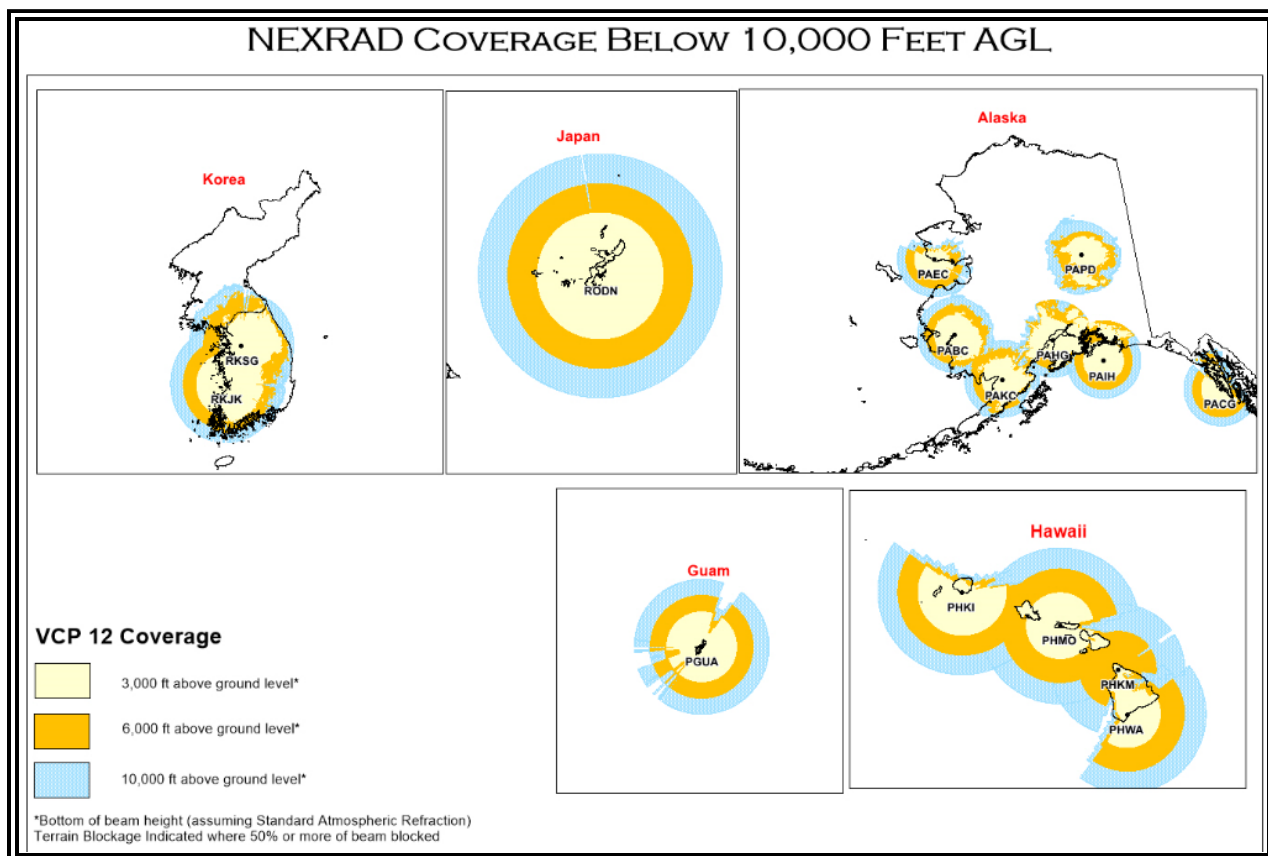 NEXRAD COVERAGE BELOW 10,000 FEET AGL
Korea
RKSG
RKJK
Japan
RODN
Alaska
PAEC
PAPD
PABC
PAHG
PAIH
PAKC
PACG
Guam
PGUA
Hawaii
PHKI
PHMO
PHKM
PHWA
VCP 12 Coverage
3,000 ft above ground level*
6,000 ft above ground level*
10,000 ft above ground level*
*Bottom of beam height (assuming Standard Atmospheric Refraction)
Terrain Blockage Indicated where 50% or more of beam blocked